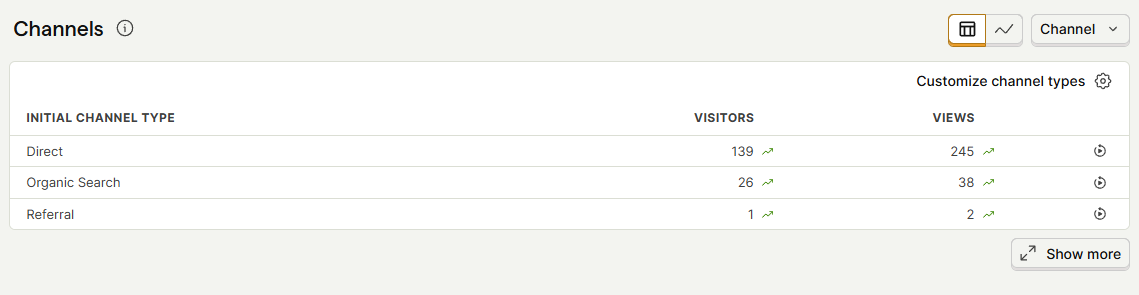 Channels
Channel
Customize channel types
INITIAL CHANNEL TYPE VISITORS VIEWS
Direct 139 245
Organic Search 26 38
Referral 1 2
Show more